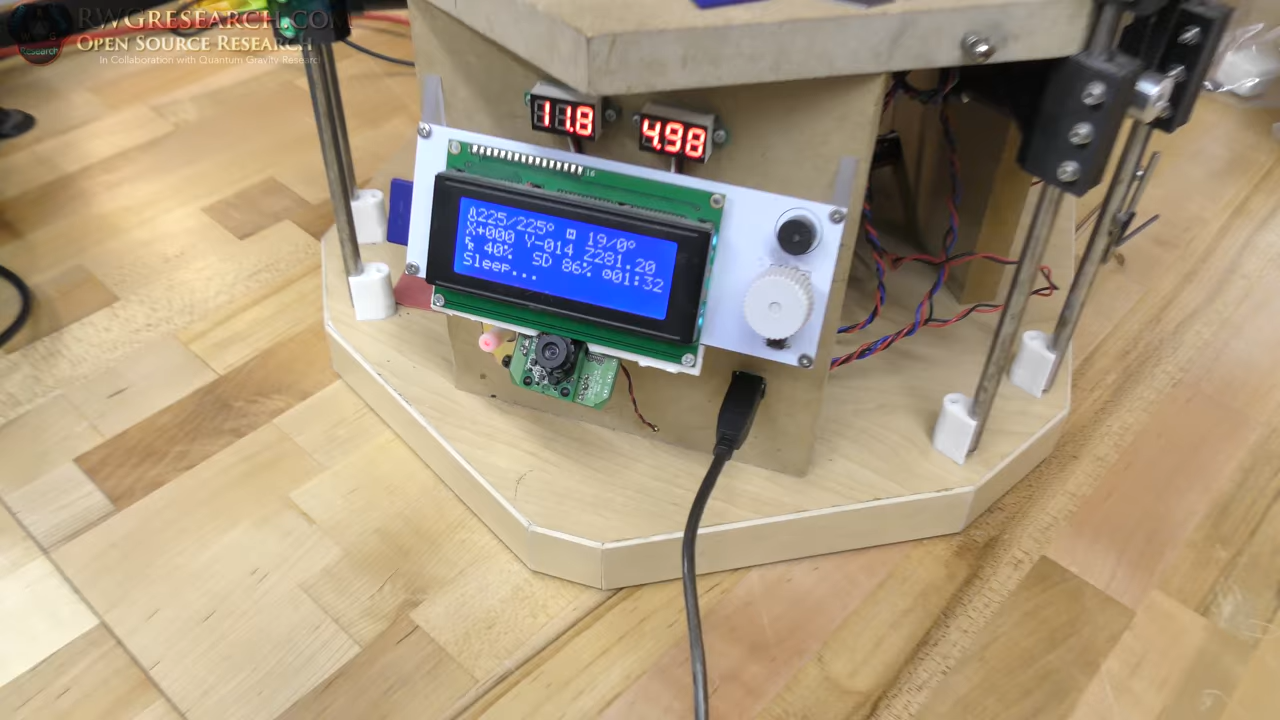 RWGResearch.com
Open Source Research
In Collaboration with Quantum Gravity Research
11.8
4.98
16
225/225° 19/0°
X+000 Y-014 Z281.20
40% SD 86% 01:32
Sleep...